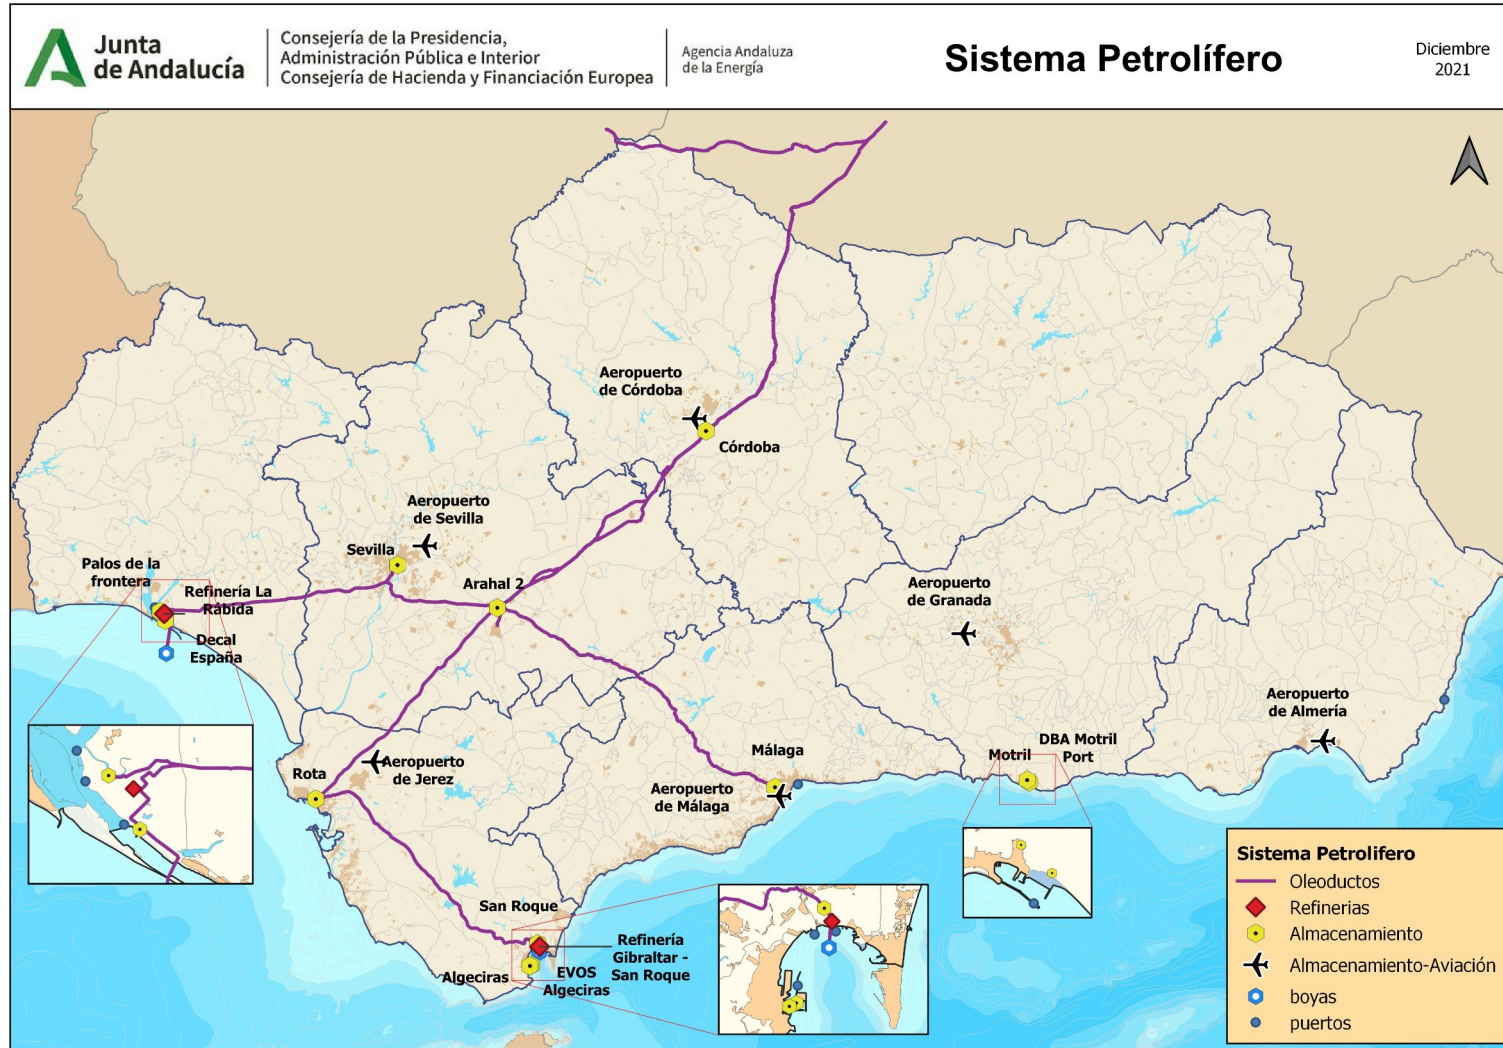 Junta
de Andalucía
Consejería de la Presidencia,
Administración Pública e Interior
Consejería de Hacienda y Financiación Europea
Agencia Andaluza
de la Energía
Sistema Petrolífero
Diciembre
2021
Aeropuerto
de Córdoba
Córdoba
Aeropuerto
de Sevilla
Sevilla
Arahal 2
Palos de la
frontera
Refinería La
Rábida
Decal
España
Aeropuerto
de Granada
Aeropuerto
de Almería
DBA Motril
Port
Motril
Málaga
Aeropuerto
de Málaga
Rota
Aeropuerto
de Jerez
San Roque
Refinería
Gibraltar -
San Roque
Algeciras
EVOS
Algeciras
Sistema Petrolifero
Oleoductos
Refinerias
Almacenamiento
Almacenamiento-Aviación
boyas
puertos